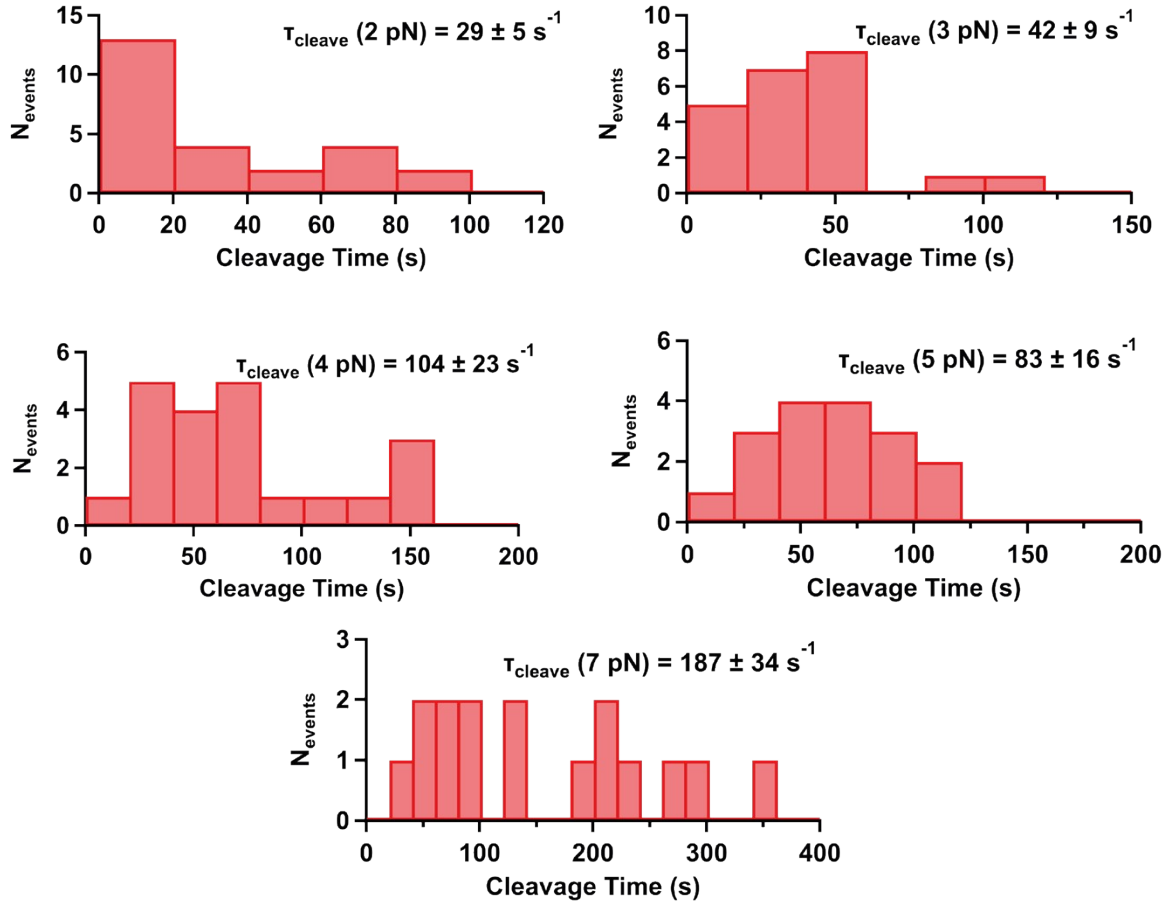 τcleave (2 pN) = 29 ± 5 s-1
15
10
5
0
Nevents
0 20 40 60 80 100 120
Cleavage Time (s)
τcleave (3 pN) = 42 ± 9 s-1
10
8
6
4
2
0
Nevents
0 50 100 150
Cleavage Time (s)
τcleave (4 pN) = 104 ± 23 s-1
6
4
2
0
Nevents
0 50 100 150 200
Cleavage Time (s)
τcleave (5 pN) = 83 ± 16 s-1
6
4
2
0
Nevents
0 50 100 150 200
Cleavage Time (s)
τcleave (7 pN) = 187 ± 34 s-1
3
2
1
0
Nevents
0 100 200 300 400
Cleavage Time (s)